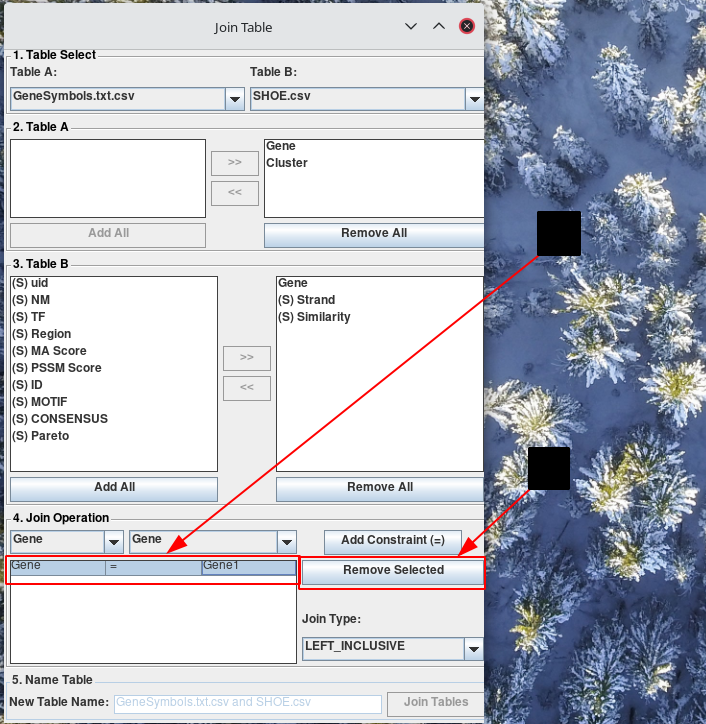 Join Table
1. Table Select
Table A: Table B:
GeneSymbols.txt.csv SHOE.csv
2. Table A
Gene
Cluster
>>
<<
Add All Remove All
3. Table B
(S) uid Gene
(S) NM (S) Strand
(S) TF (S) Similarity
(S) Region
(S) MA Score
>>
(S) PSSM Score
(S) ID
<<
(S) MOTIF
(S) CONSENSUS
(S) Pareto
Add All Remove All
4. Join Operation
Gene Gene Add Constraint (=)
Gene = Gene1 Remove Selected
Join Type:
LEFT_INCLUSIVE
5. Name Table
New Table Name: GeneSymbols.txt.csv and SHOE.csv Join Tables